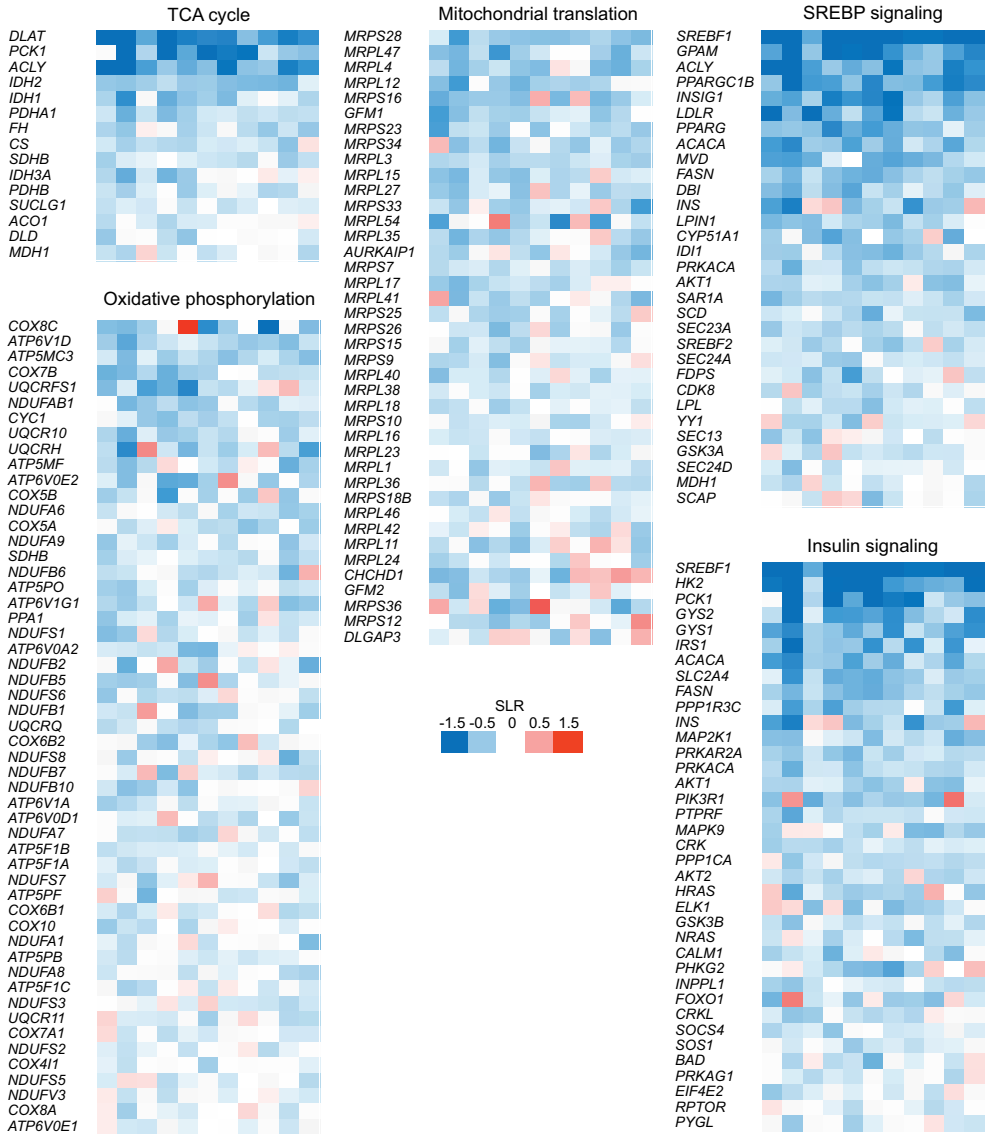 TCA cycle
DLAT
PCK1
ACLY
IDH2
IDH1
PDHA1
FH
CS
SDHB
IDH3A
PDHB
SUCLG1
ACO1
DLD
MDH1
Oxidative phosphorylation
COX8C
ATP6V1D
ATP5MC3
COX7B
UQCRFS1
NDUFAB1
CYC1
UQCR10
UQCRH
ATP5MF
ATP6V0E2
COX5B
NDUFA6
COX5A
NDUFA9
SDHB
NDUFB6
ATP5PO
ATP6V1G1
PPA1
NDUFS1
ATP6V0A2
NDUFB2
NDUFB5
NDUFS6
NDUFB1
UQCRQ
COX6B2
NDUFS8
NDUFB7
NDUFB10
ATP6V1A
ATP6V0D1
NDUFA7
ATP5F1B
ATP5F1A
NDUFS7
ATP5PF
COX6B1
COX10
NDUFA1
ATP5PB
NDUFA8
ATP5F1C
NDUFS3
UQCR11
COX7A1
NDUFS2
COX4I1
NDUFS5
NDUFV3
COX8A
ATP6V0E1
Mitochondrial translation
MRPS28
MRPL47
MRPL4
MRPL12
MRPS16
GFM1
MRPS23
MRPS34
MRPL3
MRPL15
MRPL27
MRPS33
MRPL54
MRPL35
AURKAIP1
MRPS7
MRPL17
MRPL41
MRPS25
MRPS26
MRPS15
MRPS9
MRPL40
MRPL38
MRPL18
MRPS10
MRPL16
MRPL23
MRPL1
MRPL36
MRPS18B
MRPL46
MRPL42
MRPL11
MRPL24
CHCHD1
GFM2
MRPS36
MRPS12
DLGAP3
SLR
-1.5 -0.5 0 0.5 1.5
SREBP signaling
SREBF1
GPAM
ACLY
PPARGC1B
INSIG1
LDLR
PPARG
ACACA
MVD
FASN
DBI
INS
LPIN1
CYP51A1
IDI1
PRKACA
AKT1
SAR1A
SCD
SEC23A
SREBF2
SEC24A
FDPS
CDK8
LPL
YY1
SEC13
GSK3A
SEC24D
MDH1
SCAP
Insulin signaling
SREBF1
HK2
PCK1
GYS2
GYS1
IRS1
ACACA
SLC2A4
FASN
PPP1R3C
INS
MAP2K1
PRKAR2A
PRKACA
AKT1
PIK3R1
PTPRF
MAPK9
CRK
PPP1CA
AKT2
HRAS
ELK1
GSK3B
NRAS
CALM1
PHKG2
INPPL1
FOXO1
CRKL
SOCS4
SOS1
BAD
PRKAG1
EIF4E2
RPTOR
PYGL